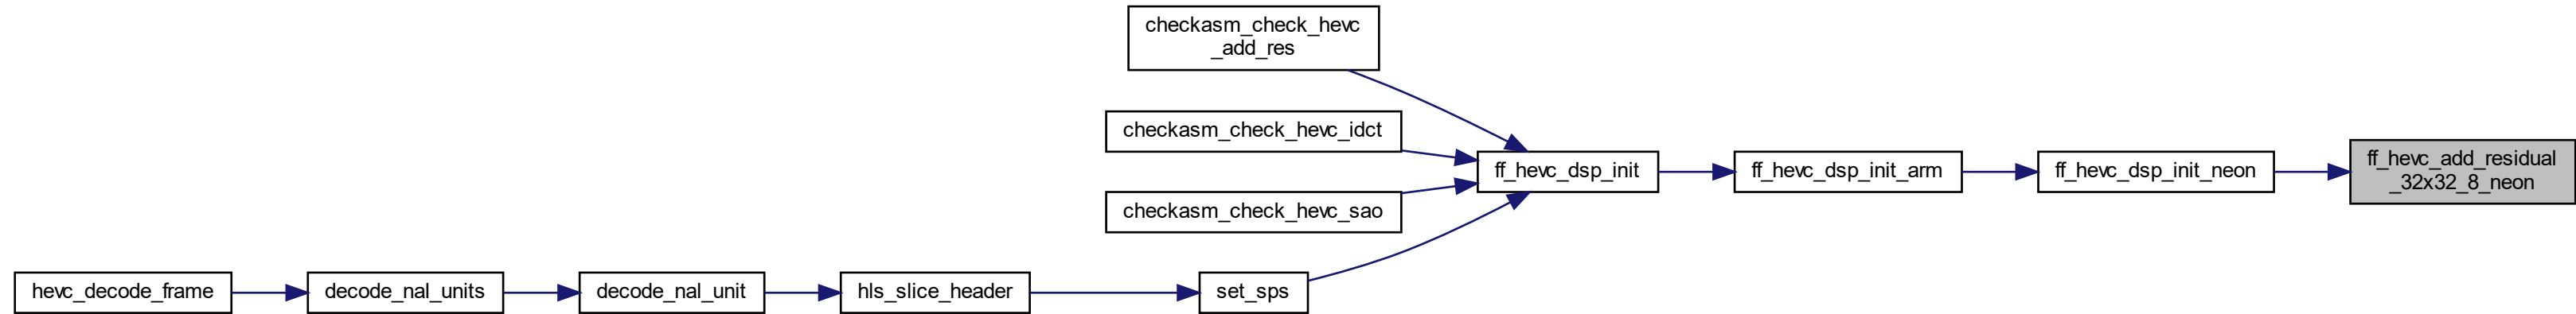 checkasm_check_hevc
_add_res
checkasm_check_hevc_idct
checkasm_check_hevc_sao
hevc_decode_frame
decode_nal_units
decode_nal_unit
hls_slice_header
set_sps
ff_hevc_dsp_init
ff_hevc_dsp_init_arm
ff_hevc_dsp_init_neon
ff_hevc_add_residual
_32x32_8_neon